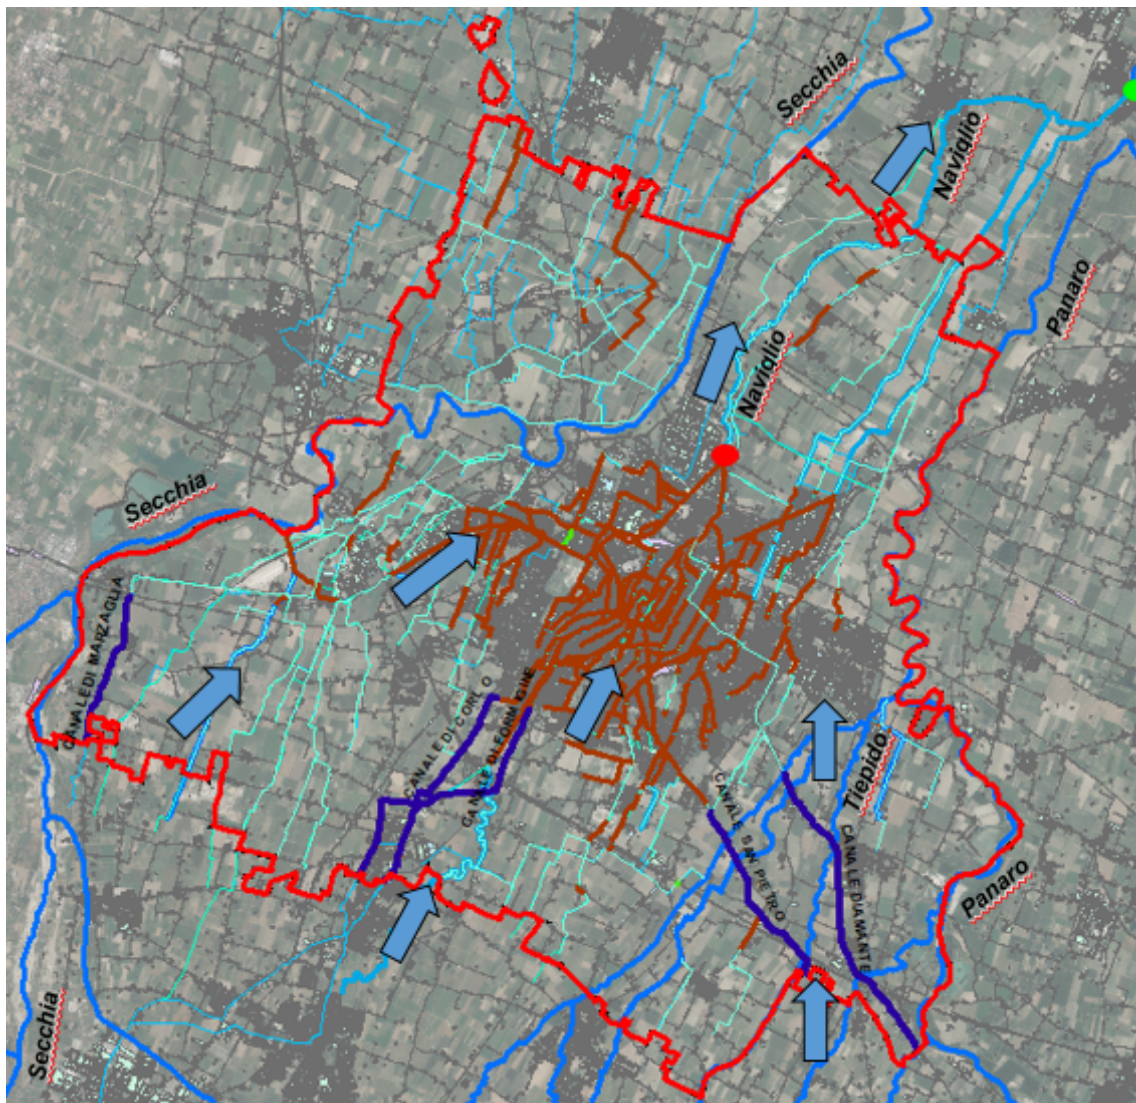 Secchia
Naviglio
Panaro
Naviglio
Secchia
CANALE DI MARZAGLIA
CANALE DI CORLO
CANALE DI FORMIGINE
Tiepido
CANALE SAN PIETRO
CANALE DIAMANTE
Panaro
Secchia